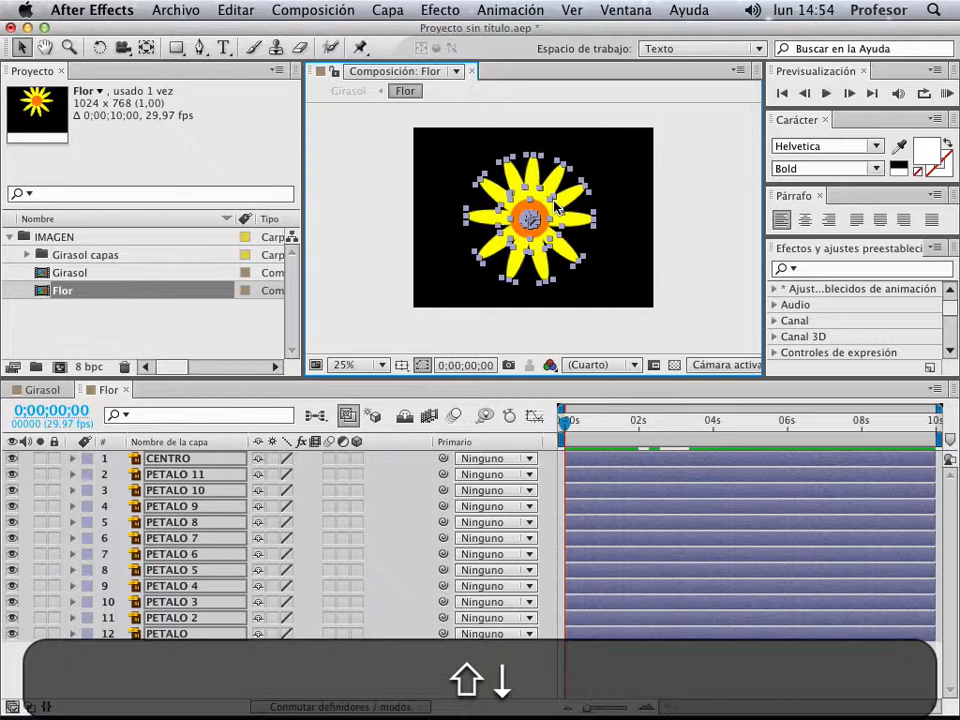 After Effects Archivo Editar Composición Capa Efecto Animación Ver Ventana Ayuda lun 14:54 Profesor
Proyecto sin título.aep *
Espacio de trabajo: Texto Buscar en la Ayuda
Proyecto
Flor, usado 1 vez
1024 x 768 (1,00)
Δ 0;00;10;00, 29,97 fps
Nombre Tipo
IMAGEN Carp
Girasol capas Carp
Girasol Com
Flor Com
8 bpc
Composición: Flor
Girasol Flor
25% 0;00;00;00 (Cuarto) Cámara activa
Previsualización
Carácter
Helvetica
Bold
Párrafo
Efectos y ajustes preestableci
* Ajust...blecidos de animación
Audio
Canal
Canal 3D
Controles de expresión
Girasol Flor
0;00;00;00
00000 (29.97 fps)
# Nombre de la capa Primario
00s 02s 04s 06s 08s 10s
1 CENTRO Ninguno
2 PETALO 11 Ninguno
3 PETALO 10 Ninguno
4 PETALO 9 Ninguno
5 PETALO 8 Ninguno
6 PETALO 7 Ninguno
7 PETALO 6 Ninguno
8 PETALO 5 Ninguno
9 PETALO 4 Ninguno
10 PETALO 3 Ninguno
11 PETALO 2 Ninguno
12 PETALO Ninguno
Conmutar definidores / modos